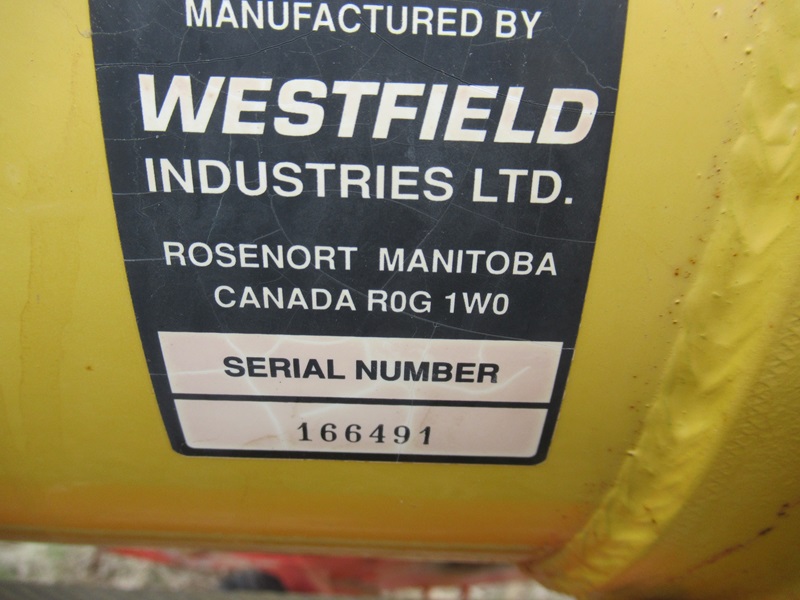 MANUFACTURED BY
WESTFIELD
INDUSTRIES LTD.
ROSENORT MANITOBA
CANADA R0G 1W0
SERIAL NUMBER
166491